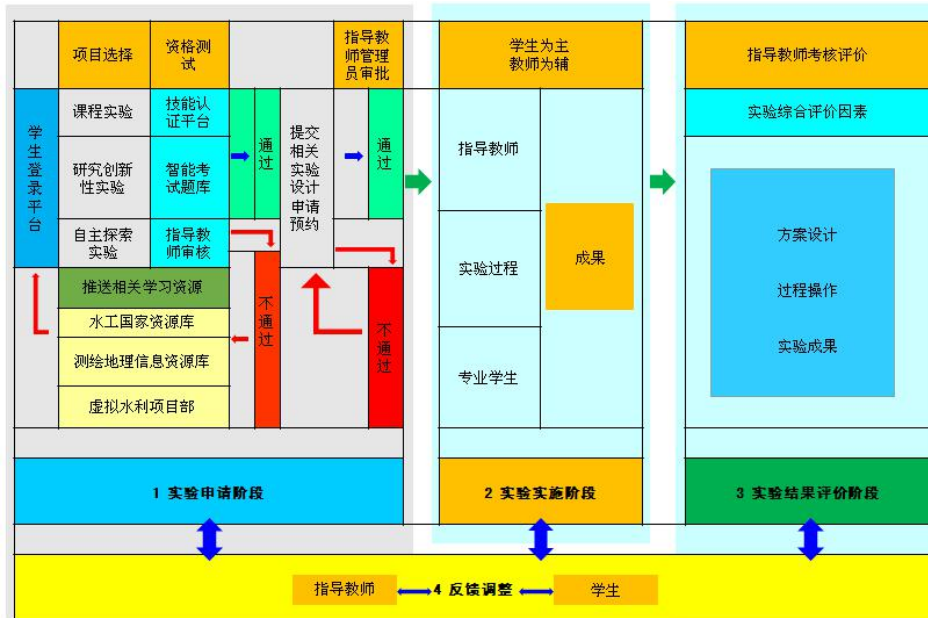 项目选择
资格测
试
指导教
师管理
员审批
学生为主
教师为辅
指导教师考核评价
学生登录平台
课程实验
技能认
证平台
研究创新
性实验
智能考
试题库
自主探索
实验
指导教
师审核
通过
提交
相关
实验
设计
申请
预约
通过
推送相关学习资源
水工国家资源库
测绘地理信息资源库
虚拟水利项目部
不通过
不通过
指导教师
实验过程
专业学生
成果
实验综合评价因素
方案设计
过程操作
实验成果
1 实验申请阶段
2 实验实施阶段
3 实验结果评价阶段
指导教师
4 反馈调整
学生